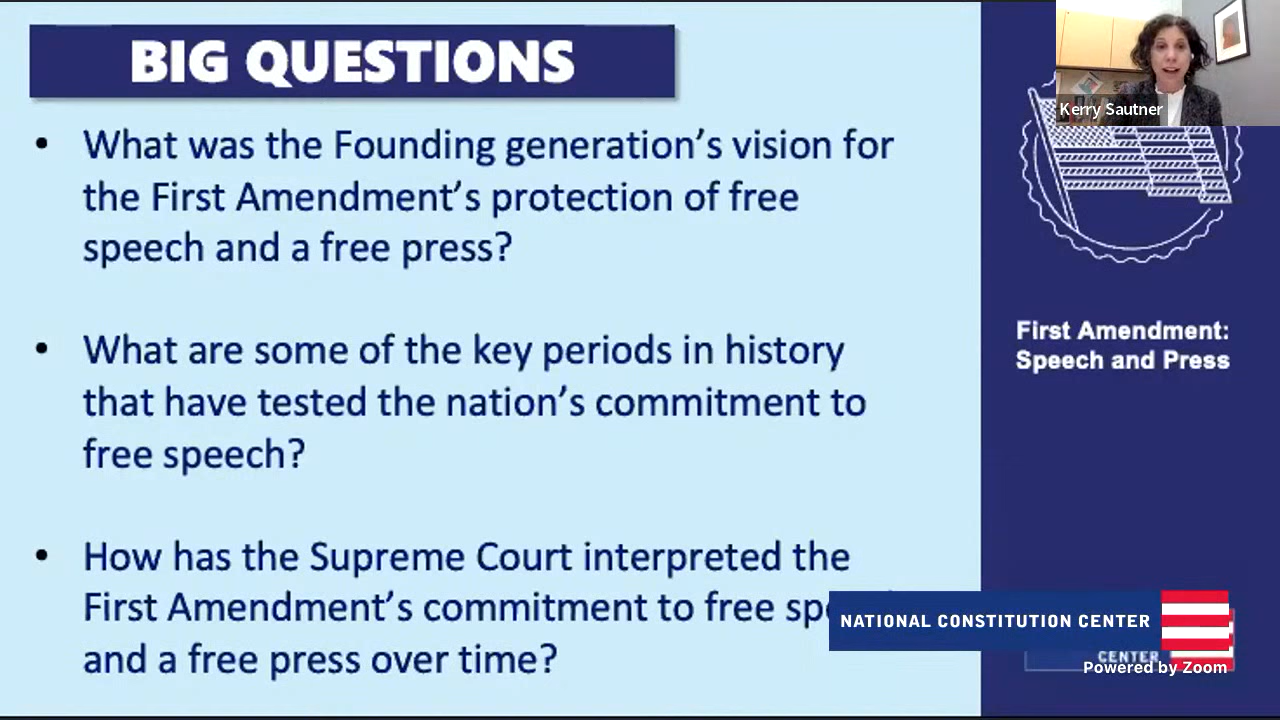 BIG QUESTIONS
• What was the Founding generation's vision for
the First Amendment's protection of free
speech and a free press?
• What are some of the key periods in history
that have tested the nation's commitment to
free speech?
• How has the Supreme Court interpreted the
First Amendment's commitment to free
and a free press over time?
Kerry Sautner
First Amendment:
Speech and Press
NATIONAL CONSTITUTION CENTER
CENTER
Powered by Zoom